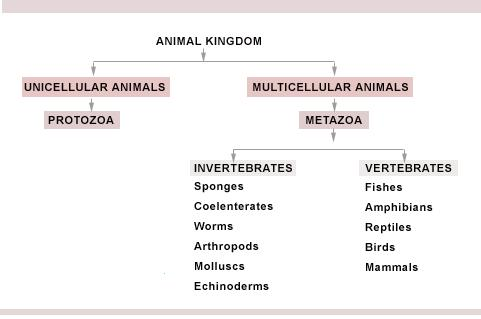 ANIMAL KINGDOM
UNICELLULAR ANIMALS
MULTICELLULAR ANIMALS
PROTOZOA
METAZOA
INVERTEBRATES
Sponges
Coelenterates
Worms
Arthropods
Molluscs
Echinoderms
VERTEBRATES
Fishes
Amphibians
Reptiles
Birds
Mammals